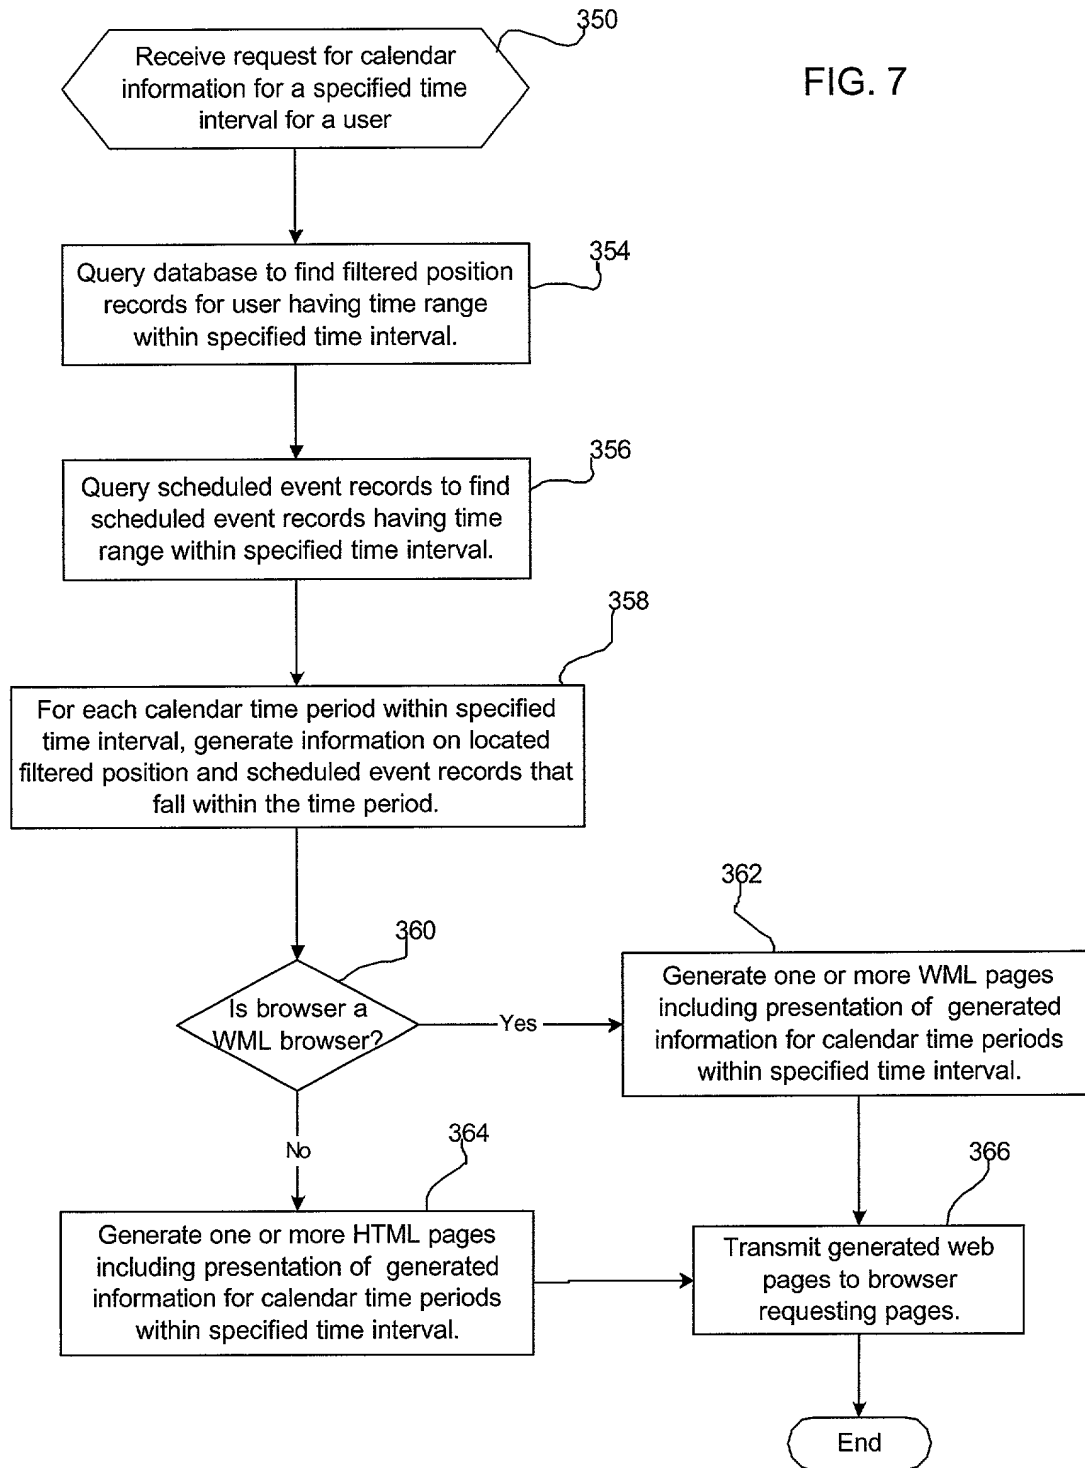 350
Receive request for calendar
information for a specified time
interval for a user
FIG. 7
354
Query database to find filtered position
records for user having time range
within specified time interval.
356
Query scheduled event records to find
scheduled event records having time
range within specified time interval.
358
For each calendar time period within specified
time interval, generate information on located
filtered position and scheduled event records that
fall within the time period.
360
Is browser a
WML browser?
Yes
362
Generate one or more WML pages
including presentation of generated
information for calendar time periods
within specified time interval.
No
364
Generate one or more HTML pages
including presentation of generated
information for calendar time periods
within specified time interval.
366
Transmit generated web
pages to browser
requesting pages.
End